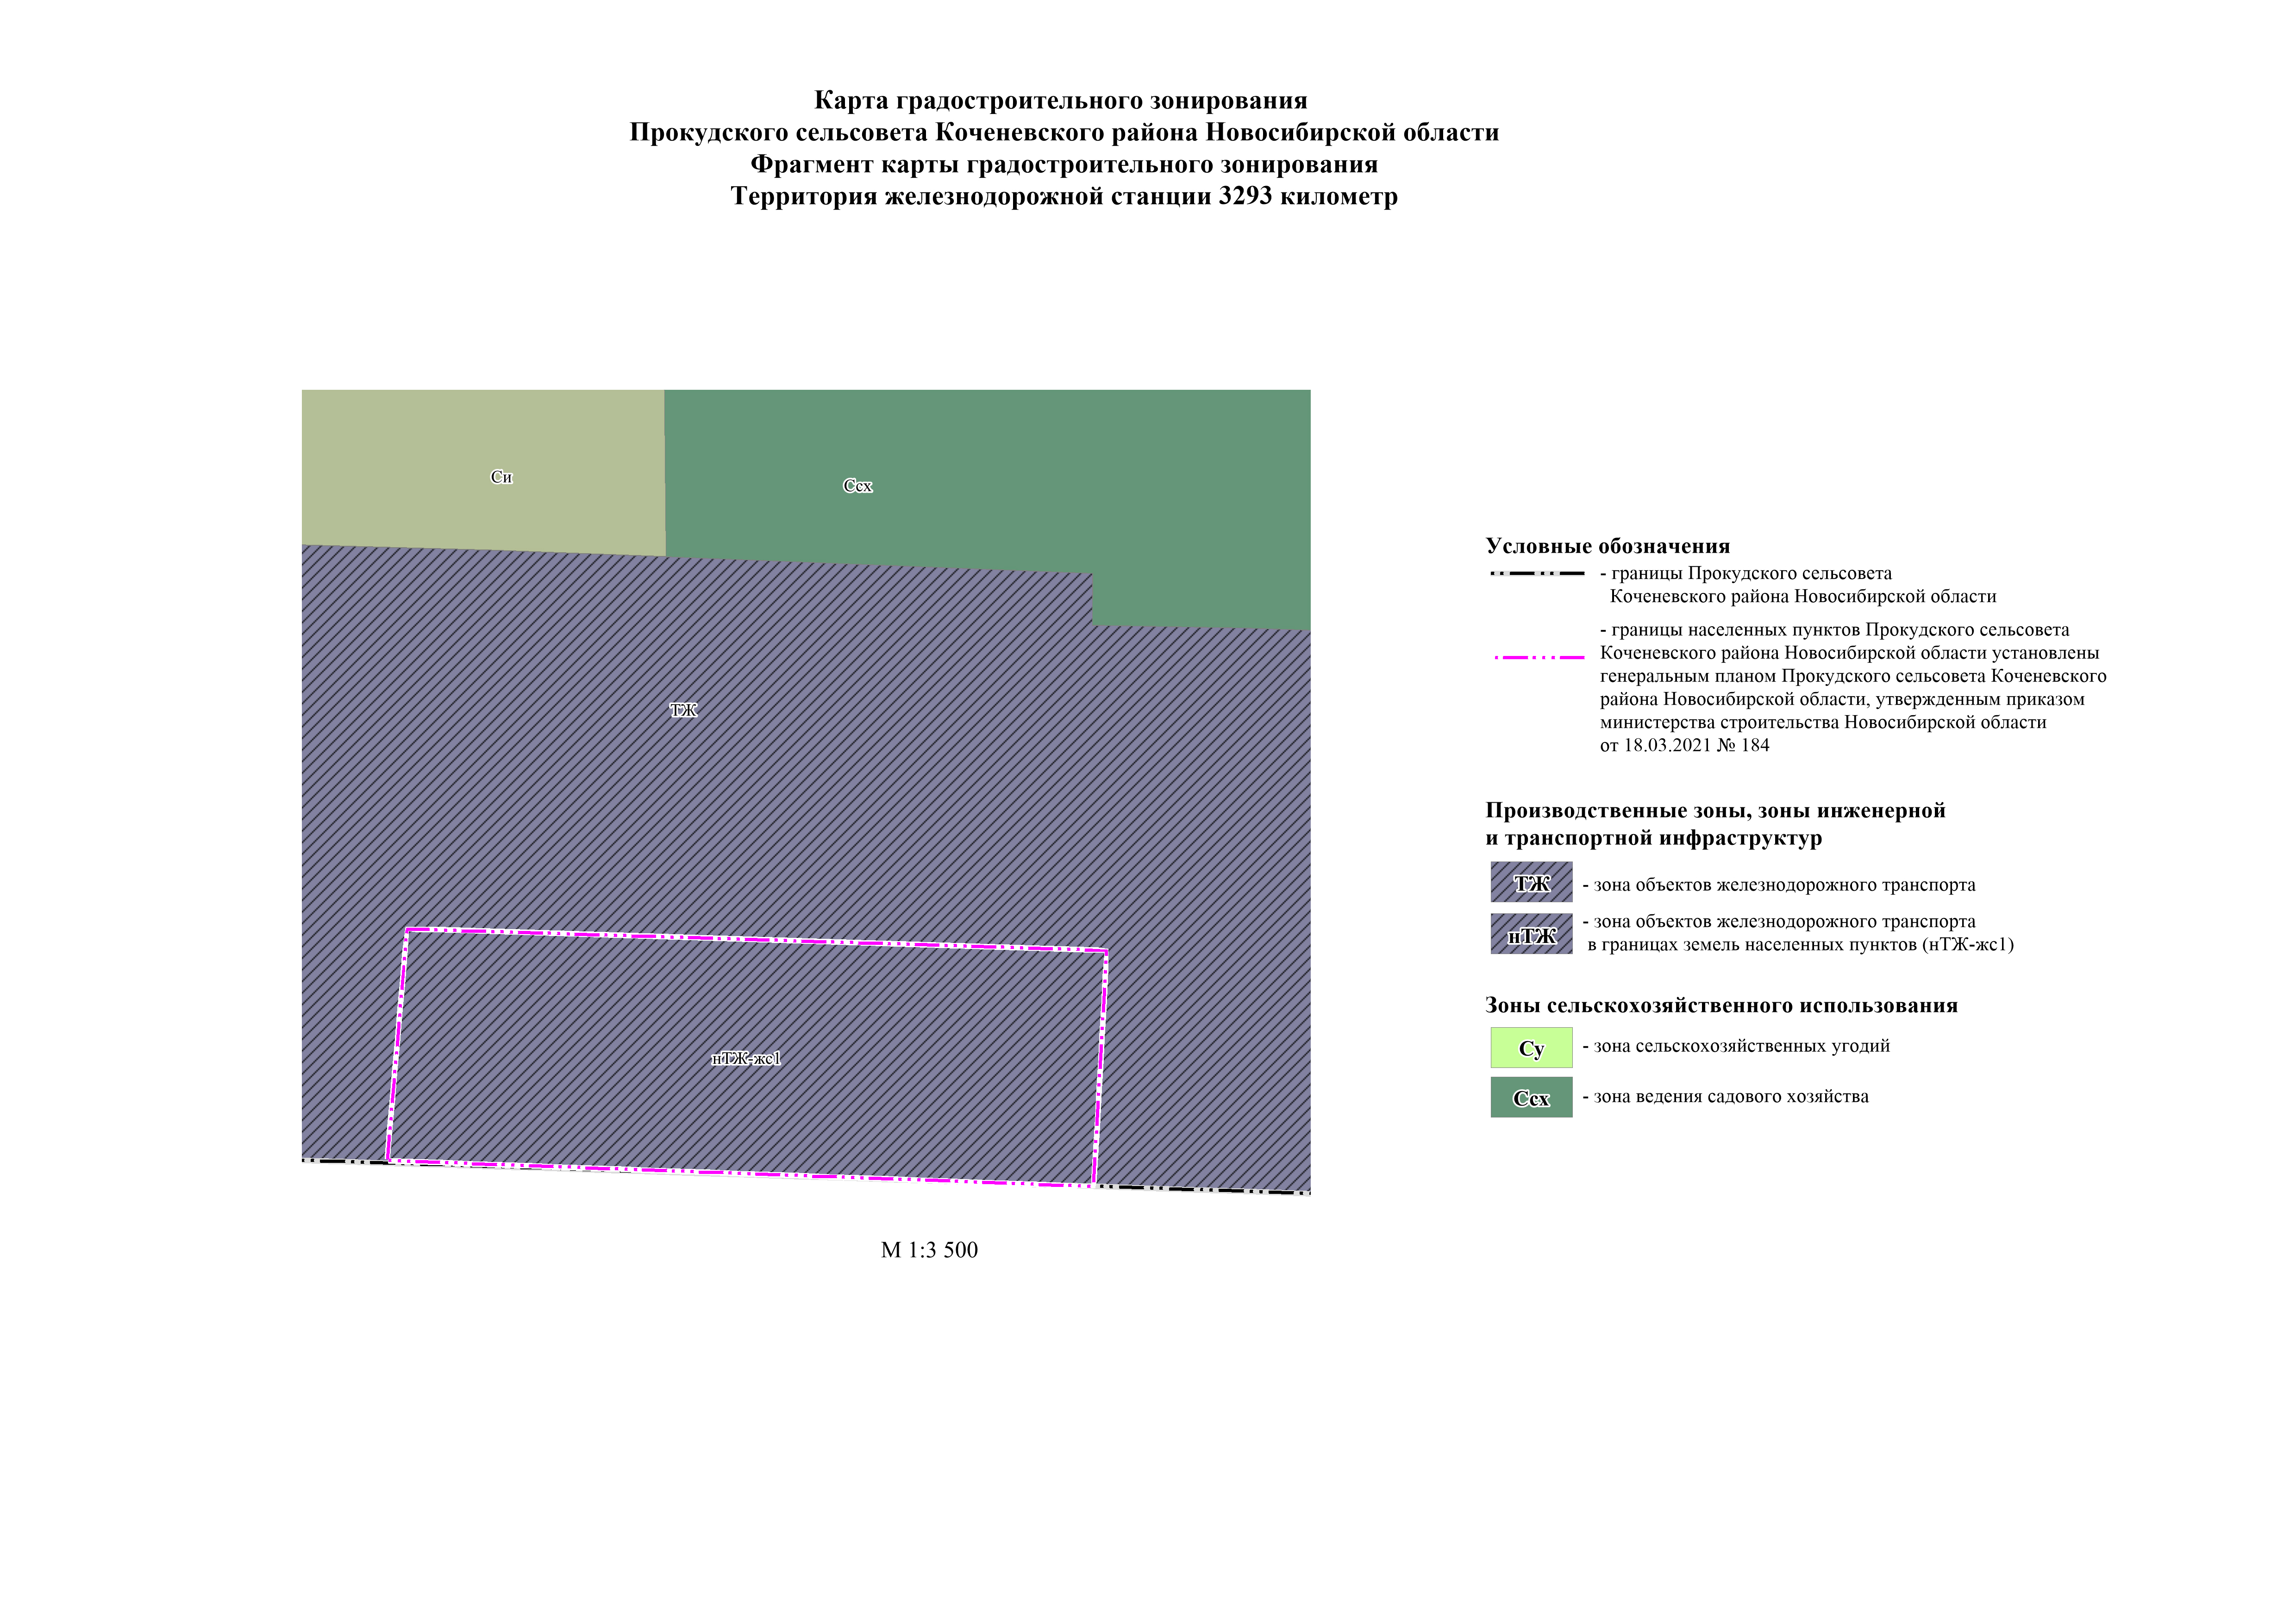 Карта градостроительного зонирования
Прокудского сельсовета Коченевского района Новосибирской области
Фрагмент карты градостроительного зонирования
Территория железнодорожной станции 3293 километр
Си
Ссх
ТЖ
нТЖ-жс1
М 1:3 500
Условные обозначения
- границы Прокудского сельсовета
Коченевского района Новосибирской области
- границы населенных пунктов Прокудского сельсовета
Коченевского района Новосибирской области установлены
генеральным планом Прокудского сельсовета Коченевского
района Новосибирской области, утвержденным приказом
министерства строительства Новосибирской области
от 18.03.2021 № 184
Производственные зоны, зоны инженерной
и транспортной инфраструктур
ТЖ - зона объектов железнодорожного транспорта
нТЖ - зона объектов железнодорожного транспорта
в границах земель населенных пунктов (нТЖ-жс1)
Зоны сельскохозяйственного использования
Су - зона сельскохозяйственных угодий
Ссх - зона ведения садового хозяйства